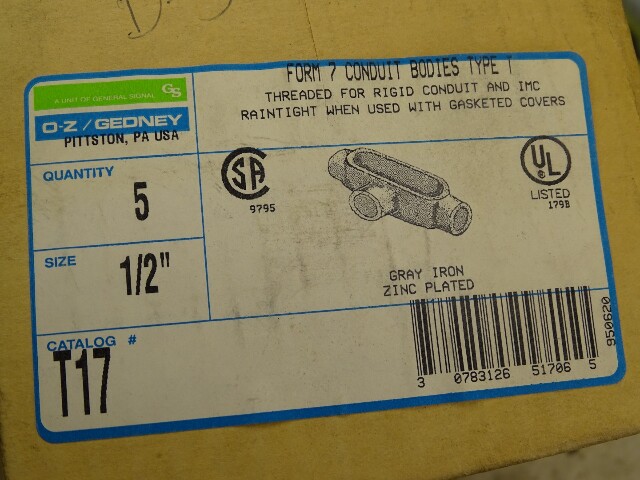 FORM 7 CONDUIT BODIES TYPE T
THREADED FOR RIGID CONDUIT AND IMC
RAINTIGHT WHEN USED WITH GASKETED COVERS
A UNIT OF GENERAL SIGNAL GS
O-Z/GEDNEY
PITTSTON, PA USA
QUANTITY
5
SIZE
1/2"
CATALOG #
T17
CSA
9795
UL
®
LISTED
179B
GRAY IRON
ZINC PLATED
3 0783126 51706 5
950620